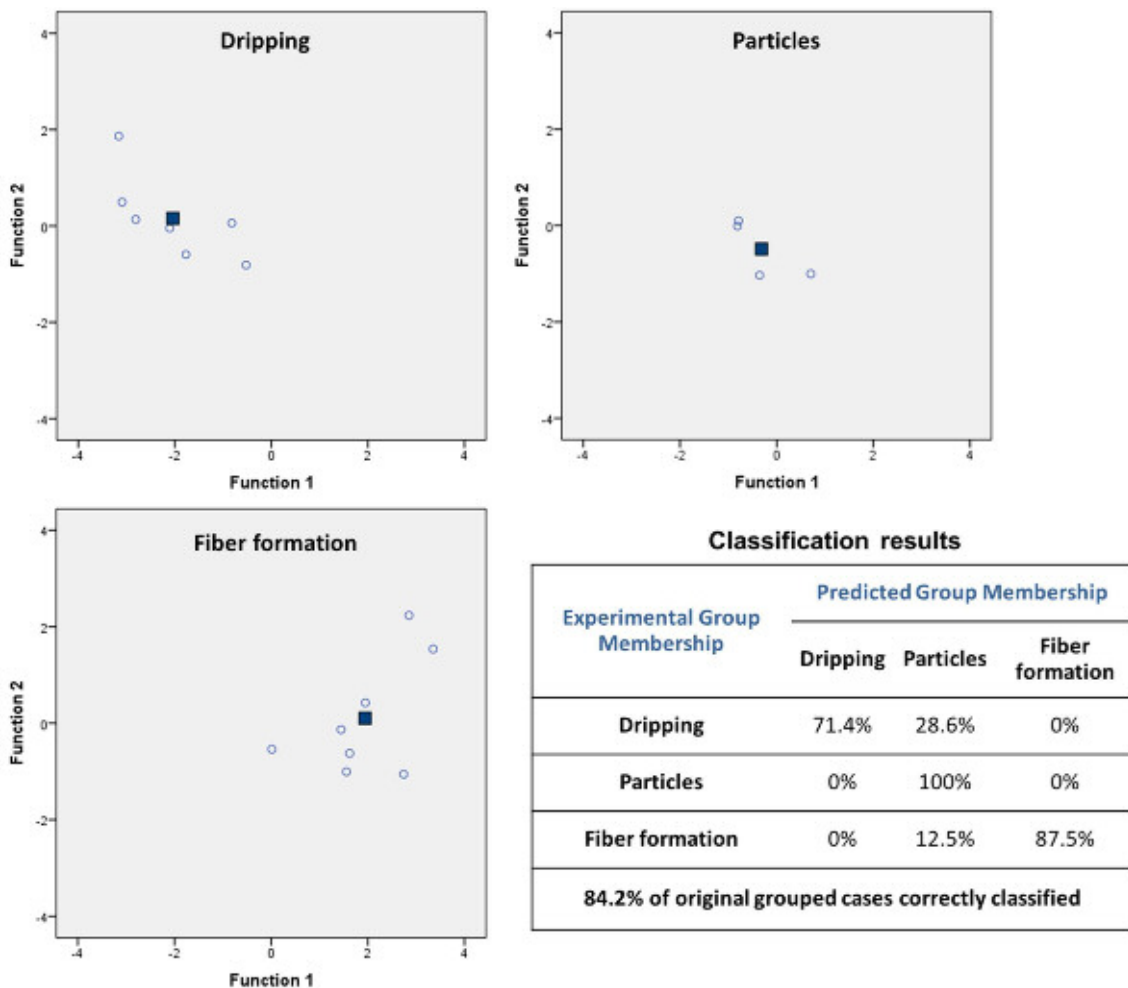 Dripping
4
2
0
-2
-4
Function 2
-4 -2 0 2 4
Function 1
Particles
4
2
0
-2
-4
Function 2
-4 -2 0 2 4
Function 1
Fiber formation
4
2
0
-2
-4
Function 2
-4 -2 0 2 4
Function 1
Classification results
Experimental Group
Membership
Predicted Group Membership
Dripping Particles Fiber
formation
Dripping 71.4% 28.6% 0%
Particles 0% 100% 0%
Fiber formation 0% 12.5% 87.5%
84.2% of original grouped cases correctly classified